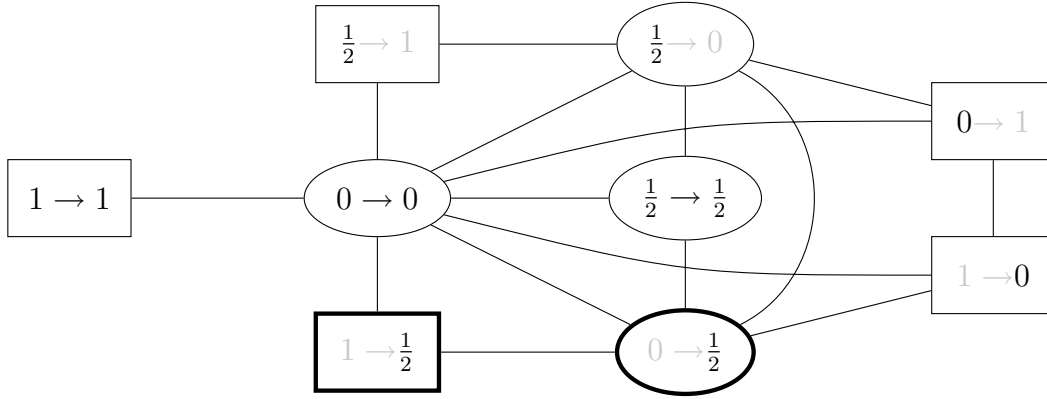 ½ → 1
½ → 0
0 → 1
1 → 1
0 → 0
½ → ½
1 → 0
1 → ½
0 → ½